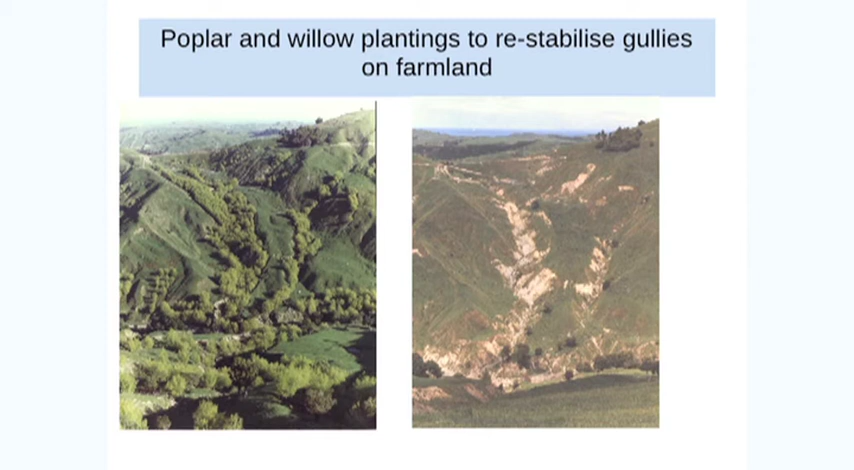 Poplar and willow plantings to re-stabilise gullies
on farmland